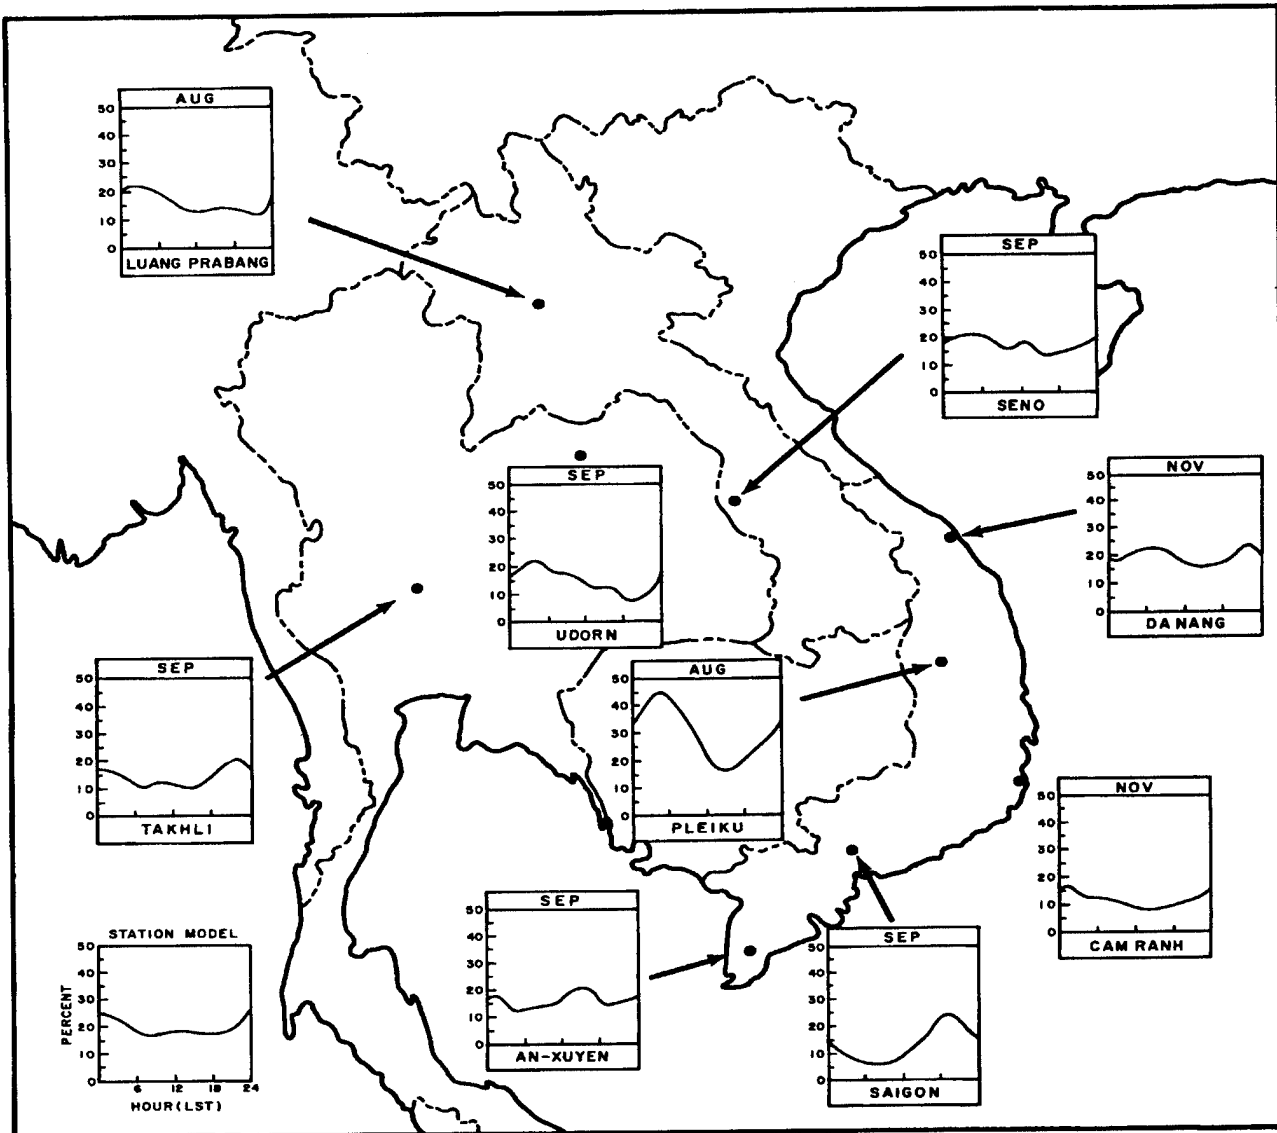 AUG
50
40
30
20
10
0
LUANG PRABANG
SEP
50
40
30
20
10
0
SENO
SEP
50
40
30
20
10
0
UDORN
NOV
50
40
30
20
10
0
DA NANG
SEP
50
40
30
20
10
0
TAKHLI
AUG
50
40
30
20
10
0
PLEIKU
NOV
50
40
30
20
10
0
CAM RANH
SEP
50
40
30
20
10
0
AN-XUYEN
SEP
50
40
30
20
10
0
SAIGON
STATION MODEL
PERCENT
50
40
30
20
10
0
6 12 18 24
HOUR(LST)